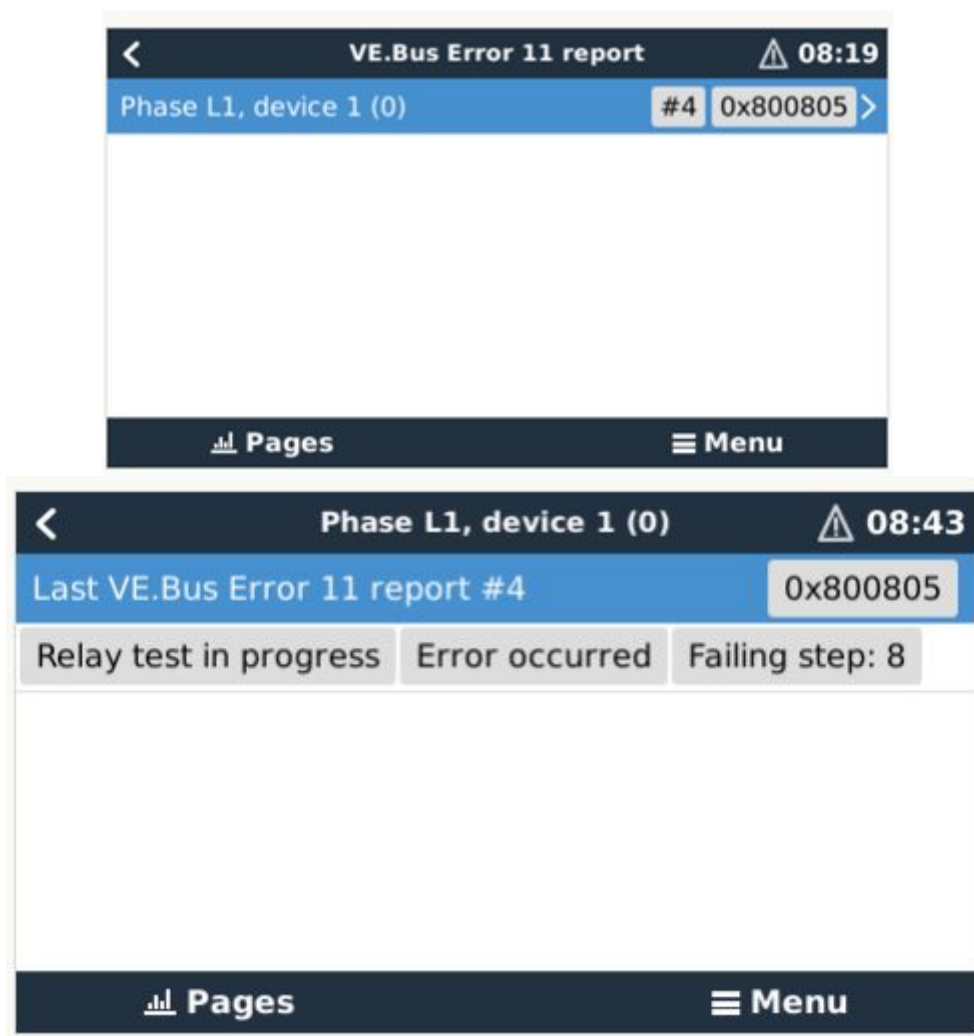 VE.Bus Error 11 report 08:19
Phase L1, device 1 (0) #4 0x800805
Pages Menu
Phase L1, device 1 (0) 08:43
Last VE.Bus Error 11 report #4 0x800805
Relay test in progress Error occurred Failing step: 8
Pages Menu